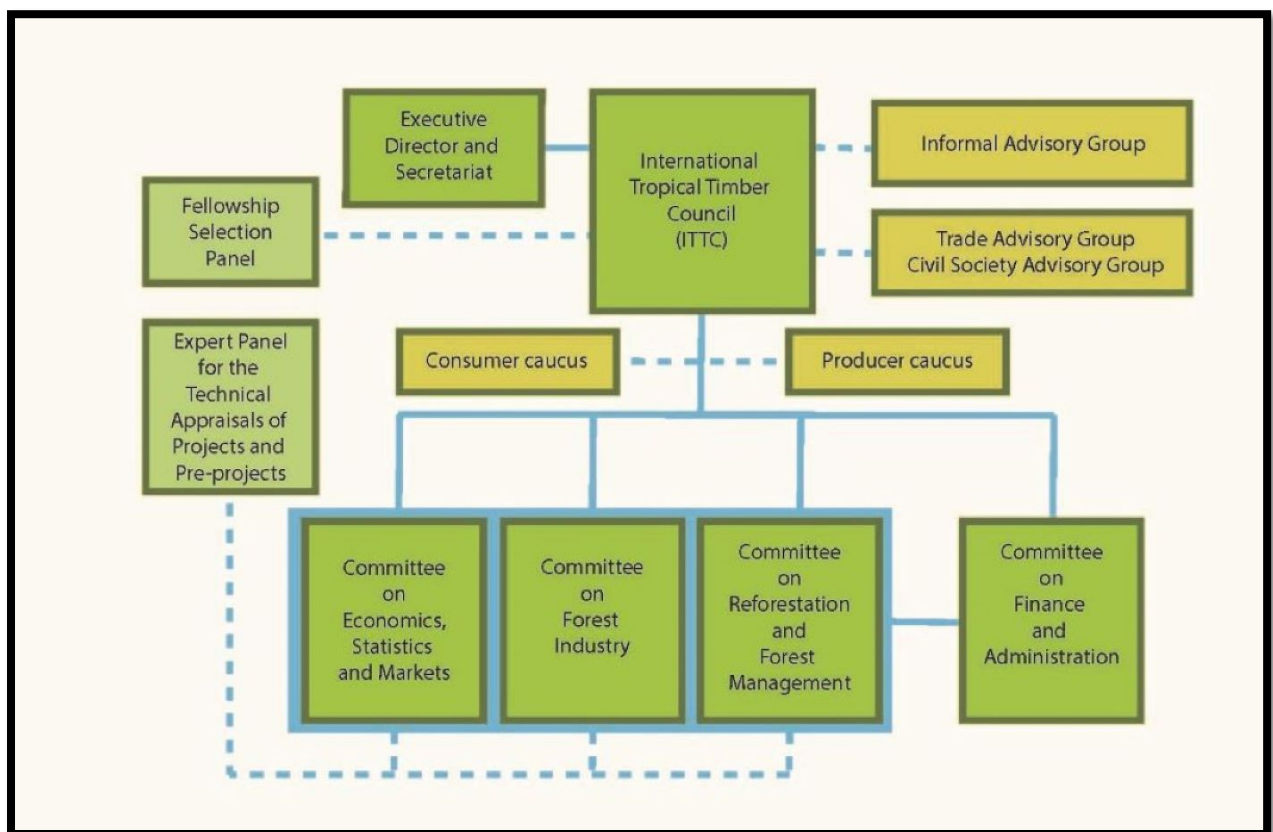 Executive
Director and
Secretariat
International
Tropical Timber
Council
(ITTC)
Informal Advisory Group
Fellowship
Selection
Panel
Trade Advisory Group
Civil Society Advisory Group
Expert Panel
for the
Technical
Appraisals of
Projects and
Pre-projects
Consumer caucus
Producer caucus
Committee
on
Economics,
Statistics
and Markets
Committee
on
Forest
Industry
Committee
on
Reforestation
and
Forest
Management
Committee
on
Finance
and
Administration